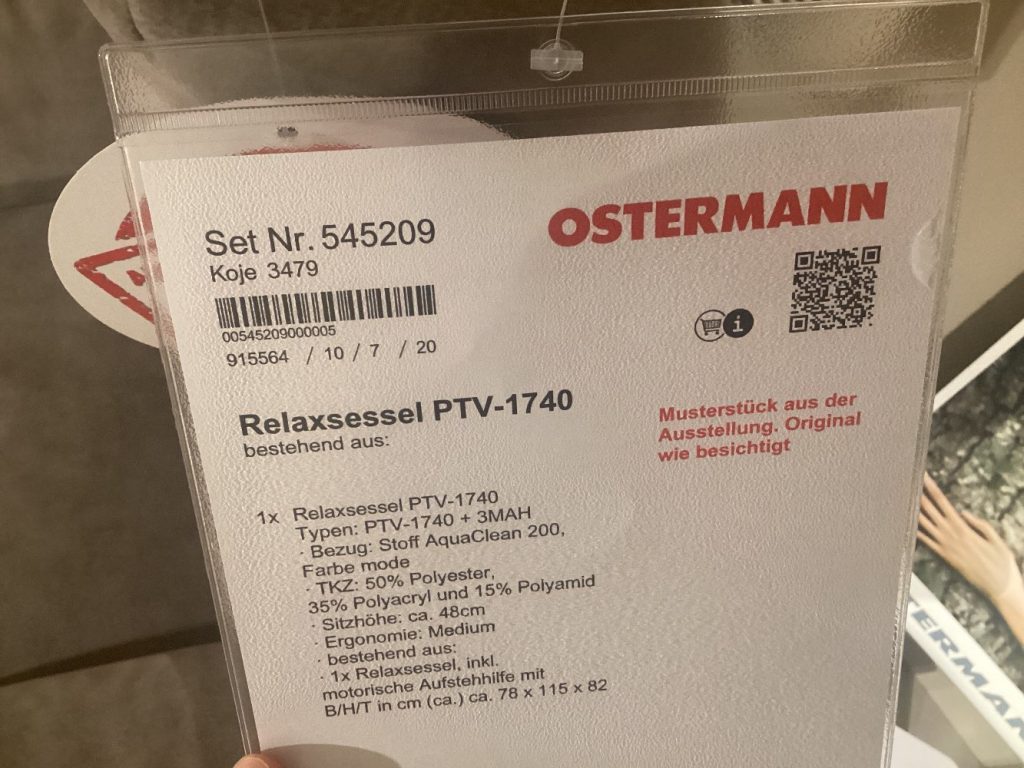 OSTERMANN
Set Nr. 545209
Koje 3479
00545209000005
915564 / 10 / 7 / 20
i
Relaxsessel PTV-1740
bestehend aus:
Musterstück aus der
Ausstellung. Original
wie besichtigt
1x Relaxsessel PTV-1740
Typen: PTV-1740 + 3MAH
· Bezug: Stoff AquaClean 200,
Farbe mode
· TKZ: 50% Polyester,
35% Polyacryl und 15% Polyamid
· Sitzhöhe: ca. 48cm
· Ergonomie: Medium
· bestehend aus:
· 1x Relaxsessel, inkl.
motorische Aufstehhilfe mit
B/H/T in cm (ca.) ca. 78 x 115 x 82